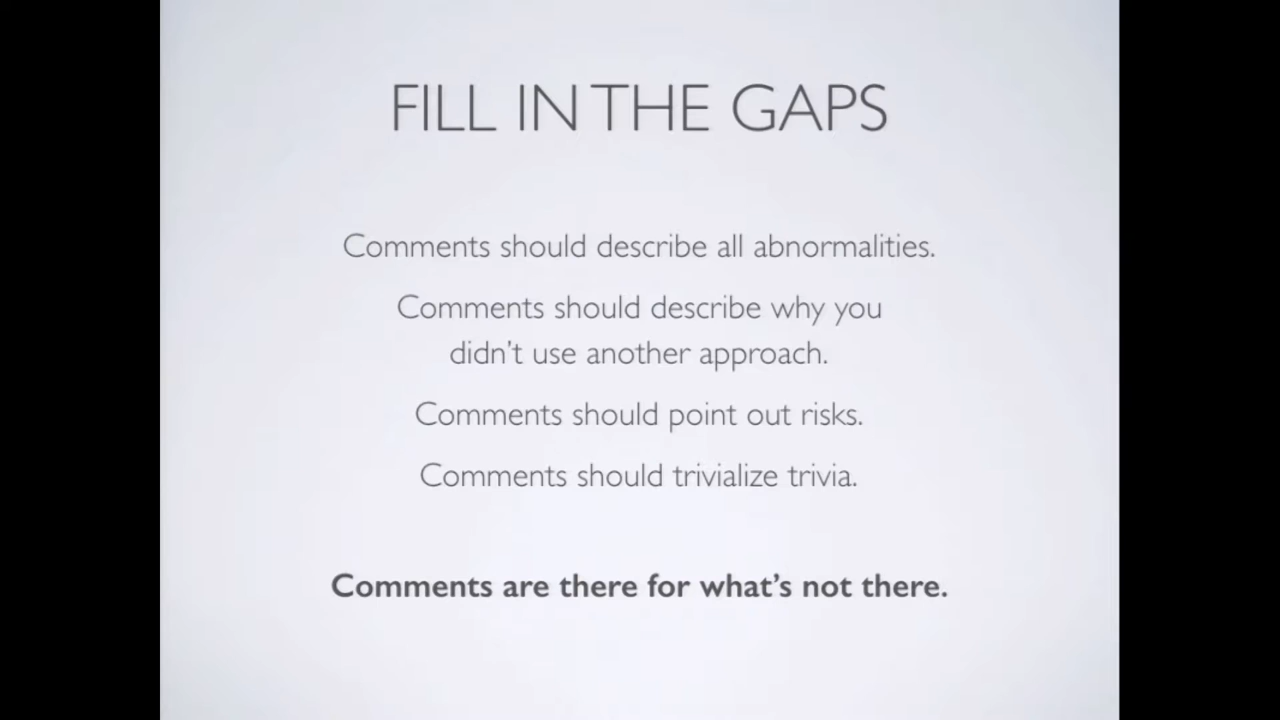 FILL IN THE GAPS
Comments should describe all abnormalities.
Comments should describe why you
didn’t use another approach.
Comments should point out risks.
Comments should trivialize trivia.
Comments are there for what’s not there.